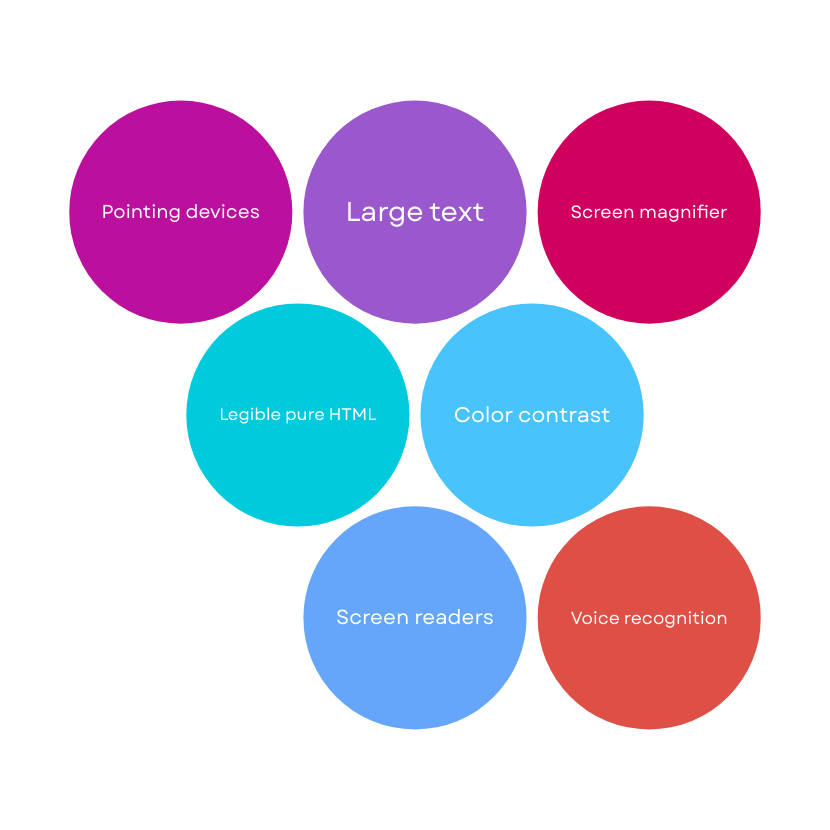 Pointing devices
Large text
Screen magnifier
Legible pure HTML
Color contrast
Screen readers
Voice recognition